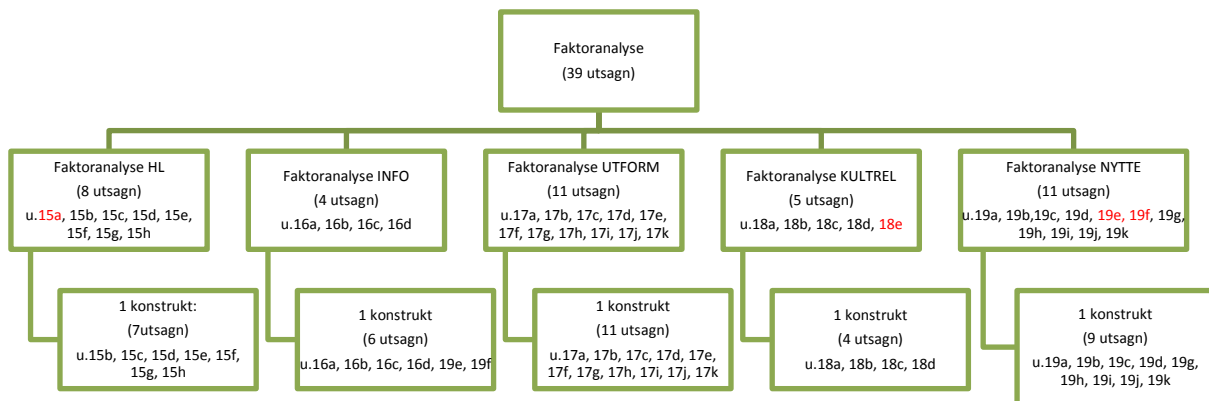 Faktoranalyse
(39 utsagn)
Faktoranalyse HL
(8 utsagn)
u.15a, 15b, 15c, 15d, 15e,
15f, 15g, 15h
Faktoranalyse INFO
(4 utsagn)
u.16a, 16b, 16c, 16d
Faktoranalyse UTFORM
(11 utsagn)
u.17a, 17b, 17c, 17d, 17e,
17f, 17g, 17h, 17i, 17j, 17k
Faktoranalyse KULTREL
(5 utsagn)
u.18a, 18b, 18c, 18d, 18e
Faktoranalyse NYTTE
(11 utsagn)
u.19a, 19b,19c, 19d, 19e, 19f, 19g,
19h, 19i, 19j, 19k
1 konstrukt:
(7utsagn)
u.15b, 15c, 15d, 15e, 15f,
15g, 15h
1 konstrukt
(6 utsagn)
u.16a, 16b, 16c, 16d, 19e, 19f
1 konstrukt
(11 utsagn)
u.17a, 17b, 17c, 17d, 17e,
17f, 17g, 17h, 17i, 17j, 17k
1 konstrukt
(4 utsagn)
u.18a, 18b, 18c, 18d
1 konstrukt
(9 utsagn)
u.19a, 19b, 19c, 19d, 19g,
19h, 19i, 19j, 19k